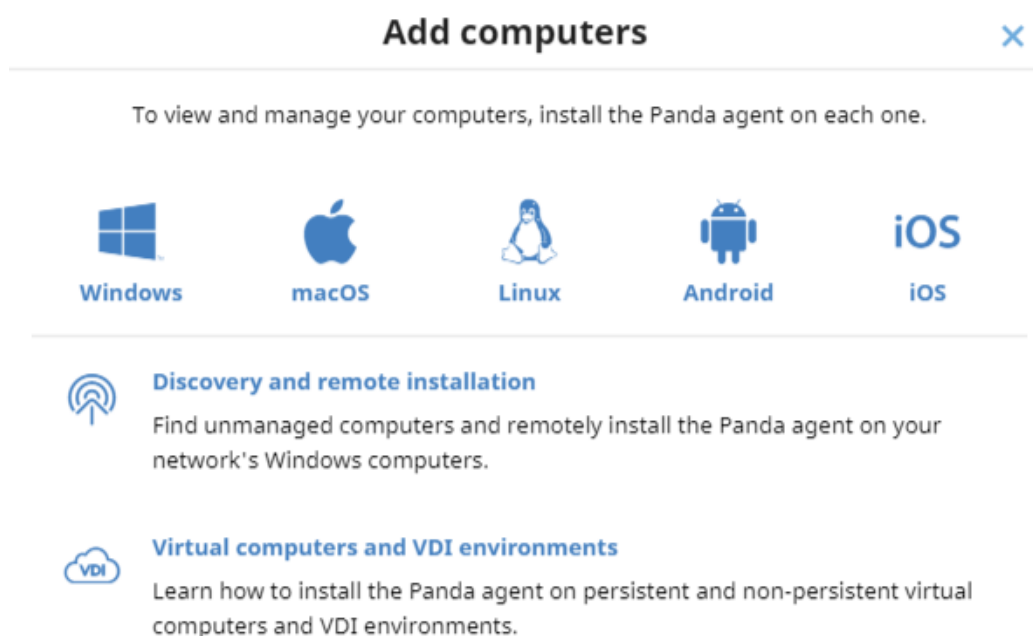 Add computers
To view and manage your computers, install the Panda agent on each one.
iOS
Windows macOS Linux Android iOS
Discovery and remote installation
Find unmanaged computers and remotely install the Panda agent on your
network's Windows computers.
Virtual computers and VDI environments
VDI
Learn how to install the Panda agent on persistent and non-persistent virtual
computers and VDI environments.